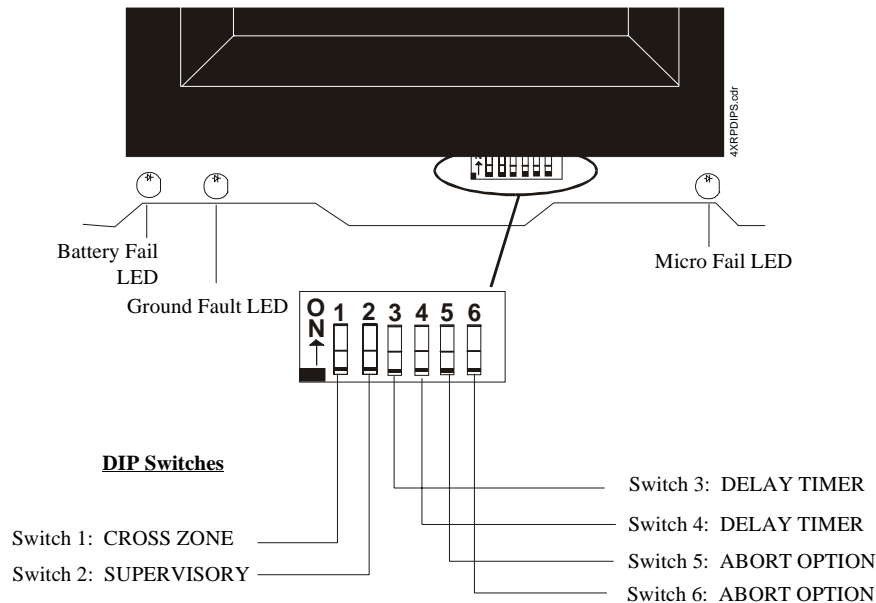 4XRPDIPS.cdr
Battery Fail
LED
Ground Fault LED
Micro Fail LED
ON
1 2 3 4 5 6
DIP Switches
Switch 1: CROSS ZONE
Switch 2: SUPERVISORY
Switch 3: DELAY TIMER
Switch 4: DELAY TIMER
Switch 5: ABORT OPTION
Switch 6: ABORT OPTION